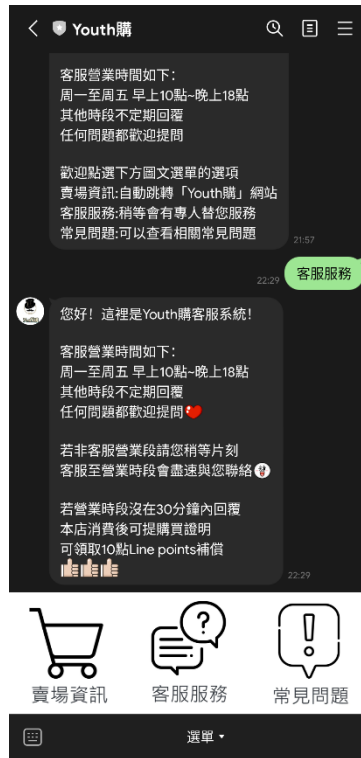 Youth購
客服營業時間如下：
周一至周五 早上10點~晚上18點
其他時段不定期回覆
任何問題都歡迎提問
歡迎點選下方圖文選單的選項
賣場資訊:自動跳轉「Youth購」網站
客服服務:稍等會有專人替您服務
常見問題:可以查看相關常見問題
21:57
客服服務
22:29
您好！這裡是Youth購客服系統！
客服營業時間如下：
周一至周五 早上10點~晚上18點
其他時段不定期回覆
任何問題都歡迎提問
若非客服營業段請您稍等片刻
客服至營業時段會盡速與您聯絡
若營業時段沒在30分鐘內回覆
本店消費後可提購買證明
可領取10點Line points補償
22:29
賣場資訊
客服服務
常見問題
選單